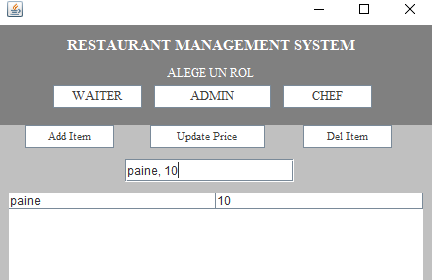 RESTAURANT MANAGEMENT SYSTEM
ALEGE UN ROL
WAITER ADMIN CHEF
Add Item Update Price Del Item
paine, 10
paine 10